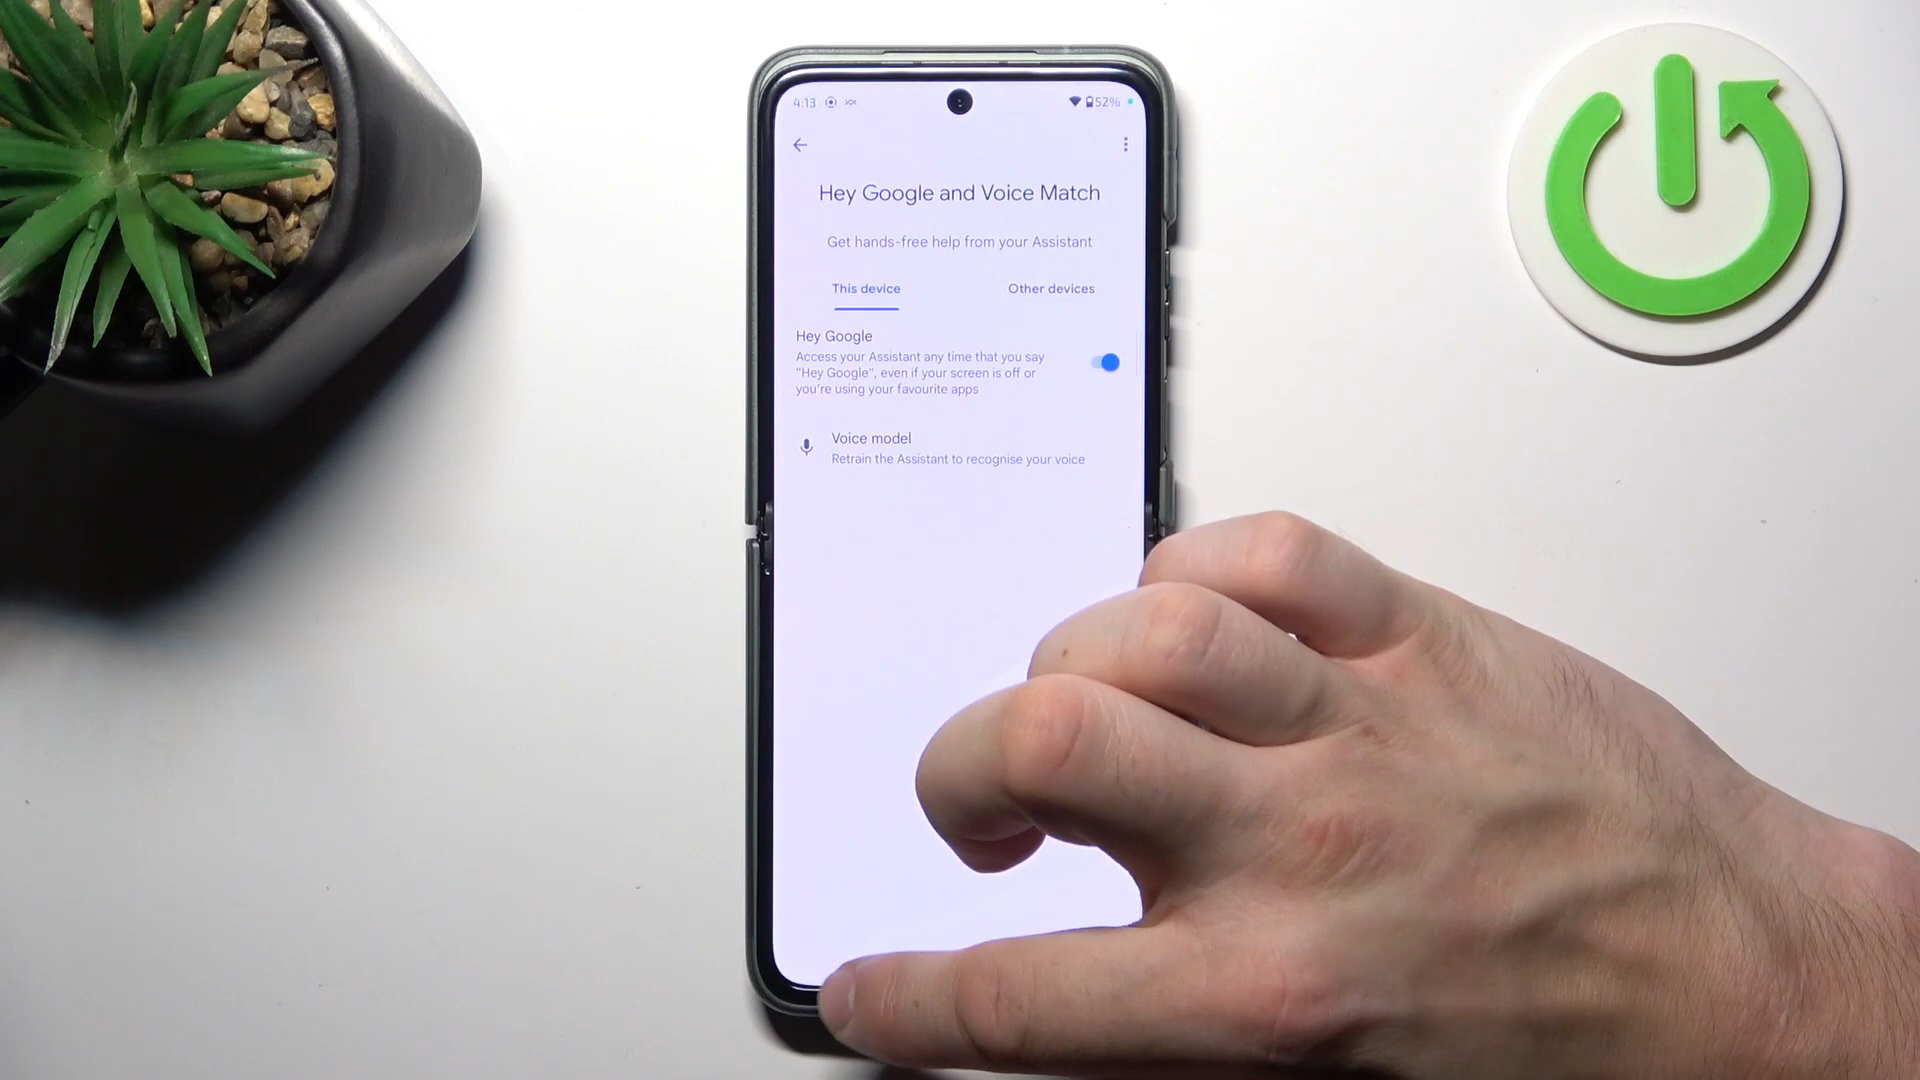 4:13 52%
Hey Google and Voice Match
Get hands-free help from your Assistant
This device Other devices
Hey Google
Access your Assistant any time that you say
"Hey Google", even if your screen is off or
you're using your favourite apps
Voice model
Retrain the Assistant to recognise your voice